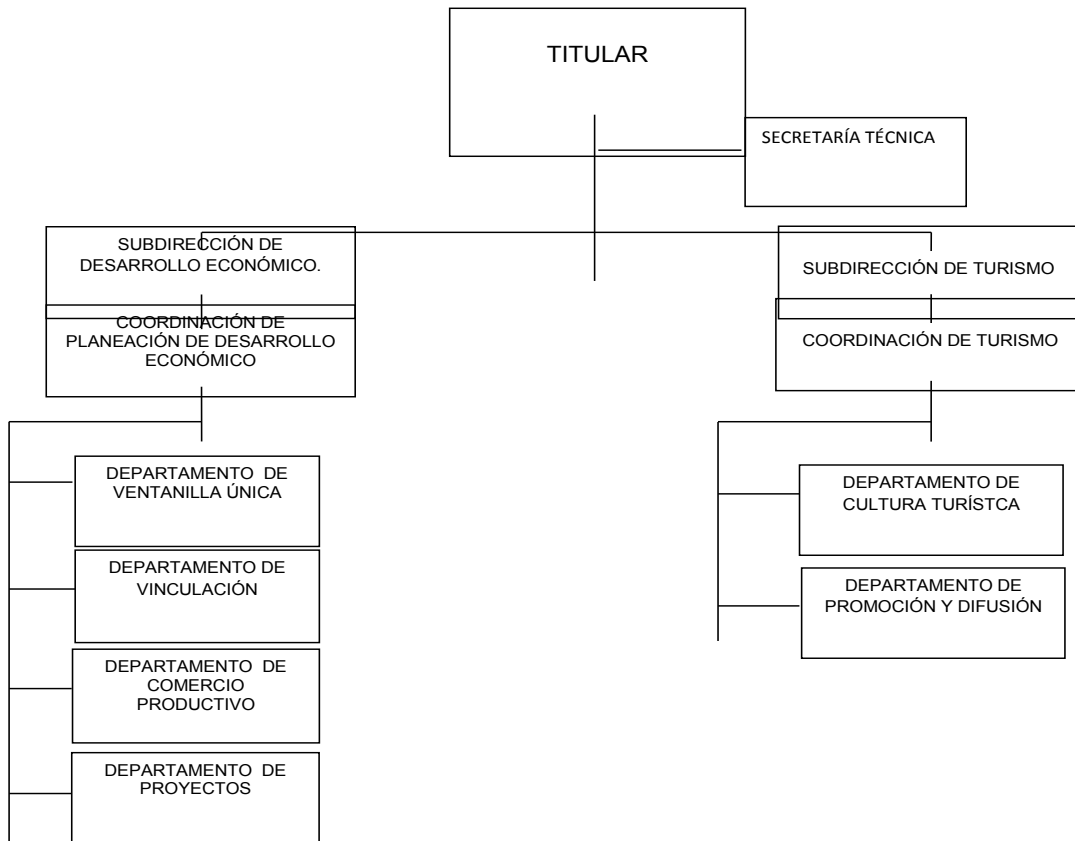 TITULAR
SECRETARÍA TÉCNICA
SUBDIRECCIÓN DE
DESARROLLO ECONÓMICO.
COORDINACIÓN DE
PLANEACIÓN DE DESARROLLO
ECONÓMICO
DEPARTAMENTO DE
VENTANILLA ÚNICA
DEPARTAMENTO DE
VINCULACIÓN
DEPARTAMENTO DE
COMERCIO
PRODUCTIVO
DEPARTAMENTO DE
PROYECTOS
SUBDIRECCIÓN DE TURISMO
COORDINACIÓN DE TURISMO
DEPARTAMENTO DE
CULTURA TURÍSTCA
DEPARTAMENTO DE
PROMOCIÓN Y DIFUSIÓN